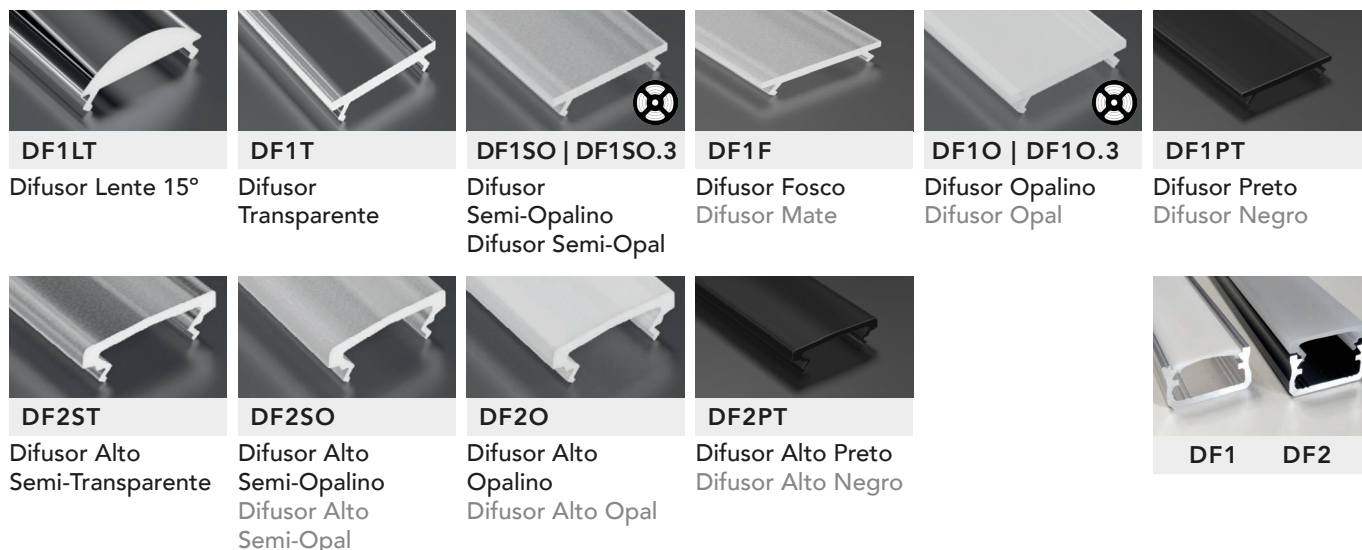 DF1LT
Difusor Lente 15º
DF1T
Difusor
Transparente
DF1SO | DF1SO.3
Difusor
Semi-Opalino
Difusor Semi-Opal
DF1F
Difusor Fosco
Difusor Mate
DF1O | DF1O.3
Difusor Opalino
Difusor Opal
DF1PT
Difusor Preto
Difusor Negro
DF2ST
Difusor Alto
Semi-Transparente
DF2SO
Difusor Alto
Semi-Opalino
Difusor Alto
Semi-Opal
DF2O
Difusor Alto
Opalino
Difusor Alto Opal
DF2PT
Difusor Alto Preto
Difusor Alto Negro
DF1 DF2